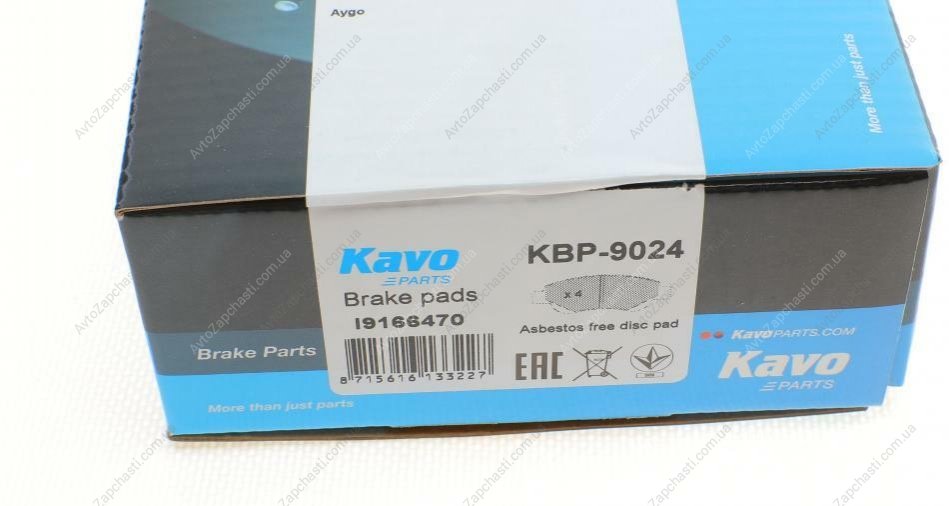 Aygo
More than just parts
Kavo
PARTS
KBP-9024
Brake pads
x 4
I9166470
Asbestos free disc pad
8 715616 133227
EAC
KavoPARTS.COM
Brake Parts
Kavo
PARTS
More than just parts
AvtoZapchasti.com.ua